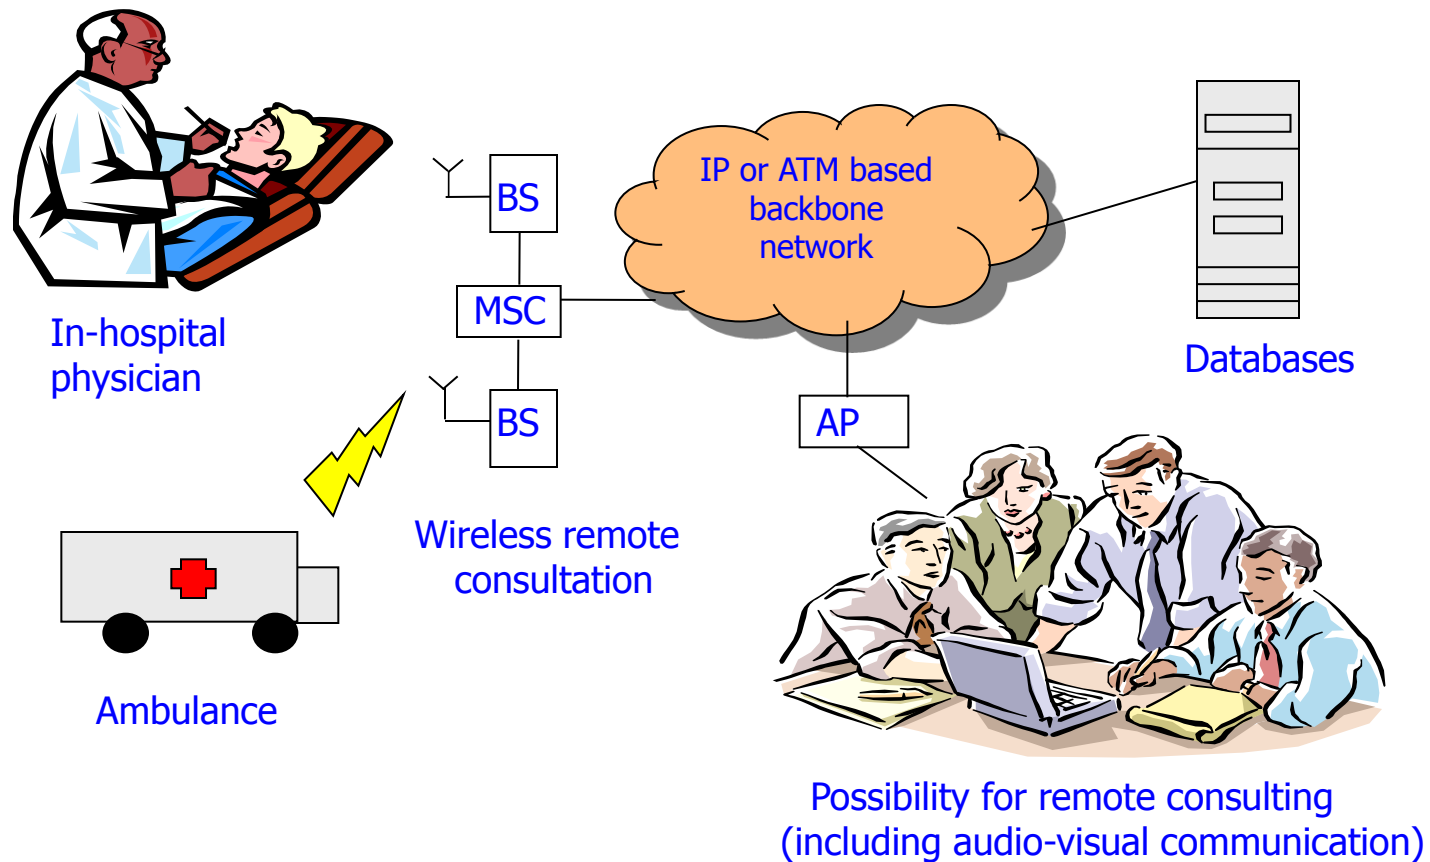 IP or ATM based
backbone
network
BS
MSC
BS
In-hospital
physician
Databases
AP
Wireless remote
consultation
Ambulance
Possibility for remote consulting
(including audio-visual communication)